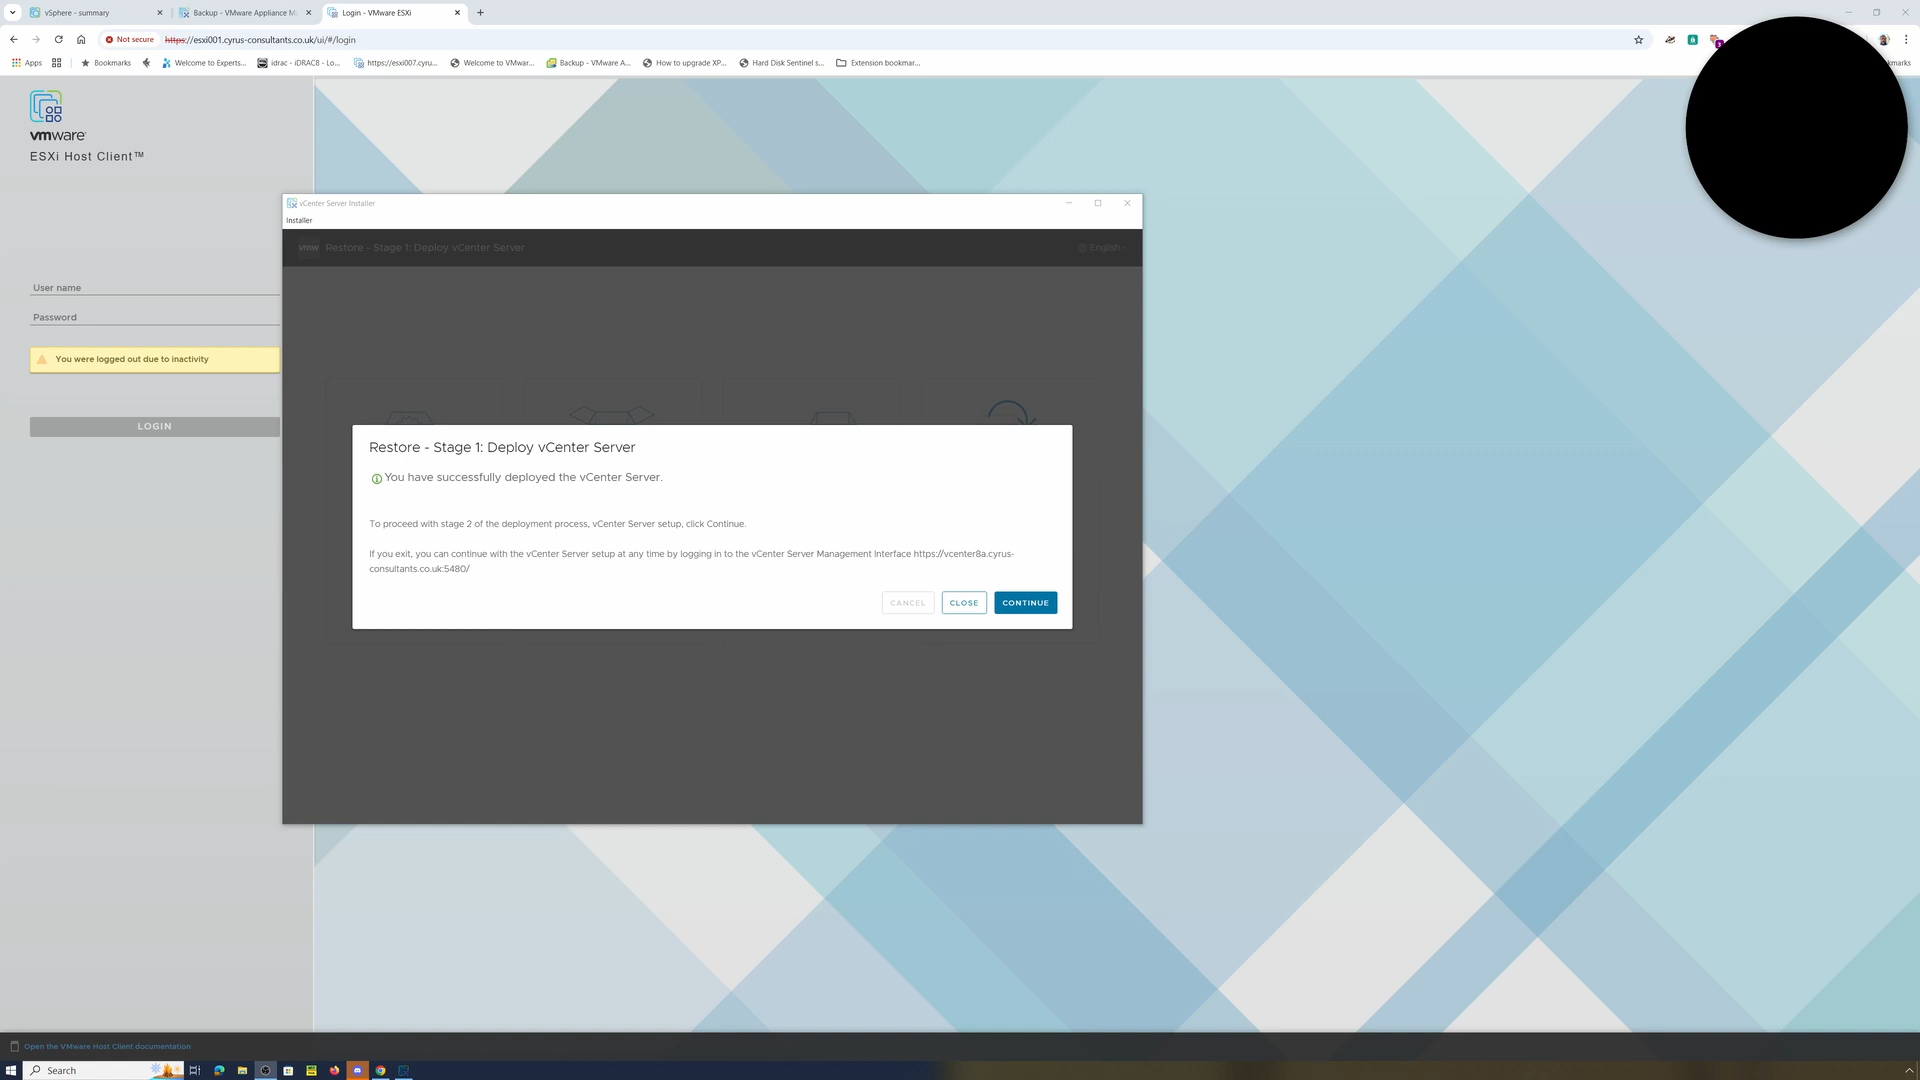 vSphere - summary
Backup - VMware Appliance M
Login - VMware ESXi
Not secure
https://esxi001.cyrus-consultants.co.uk/ui/#/login
Apps
Bookmarks
Welcome to Experts...
idrac - iDRAC8 - Lo...
https://esxi007.cyru...
Welcome to VMwar...
Backup - VMware A...
How to upgrade XP...
Hard Disk Sentinel s...
Extension bookmar...
kmarks
vmware
ESXi Host Client™
User name
Password
You were logged out due to inactivity
LOGIN
vCenter Server Installer
Installer
vmw Restore - Stage 1: Deploy vCenter Server
English
Restore - Stage 1: Deploy vCenter Server
You have successfully deployed the vCenter Server.
To proceed with stage 2 of the deployment process, vCenter Server setup, click Continue.
If you exit, you can continue with the vCenter Server setup at any time by logging in to the vCenter Server Management Interface https://vcenter8a.cyrus-
consultants.co.uk:5480/
CANCEL
CLOSE
CONTINUE
Open the VMware Host Client documentation
Search